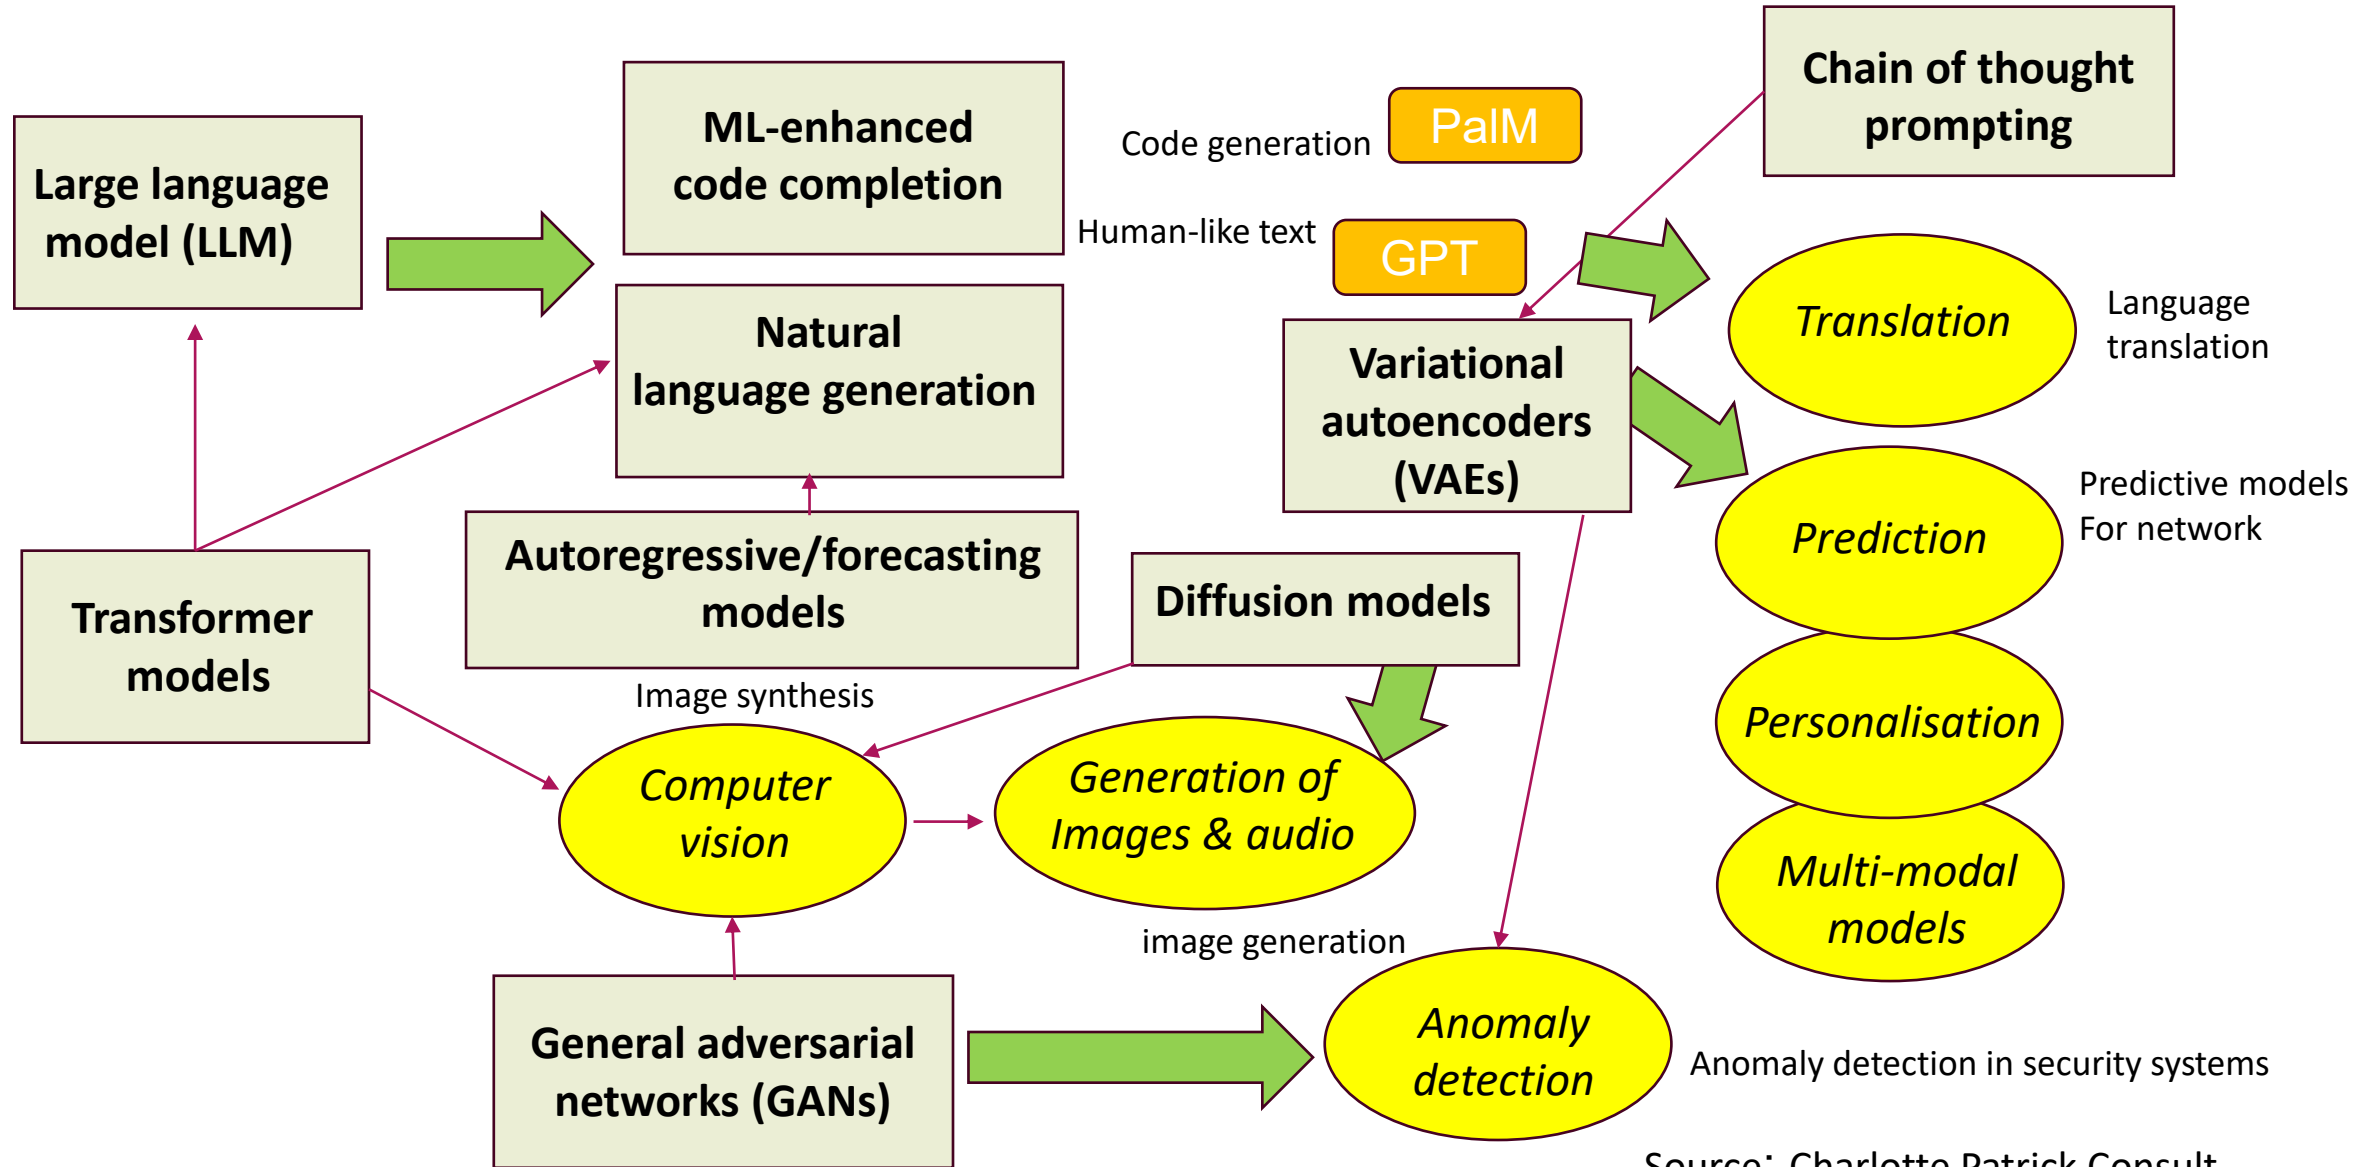 Chain of thought
prompting
ML-enhanced
code completion
Code generation
PalM
Large language
model (LLM)
Human-like text
GPT
Translation
Language
translation
Natural
language generation
Variational
autoencoders
(VAEs)
Predictive models
For network
Prediction
Autoregressive/forecasting
models
Diffusion models
Transformer
models
Image synthesis
Personalisation
Computer
vision
Generation of
Images & audio
Multi-modal
models
image generation
General adversarial
networks (GANs)
Anomaly
detection
Anomaly detection in security systems
Source: Charlotte Patrick Consult